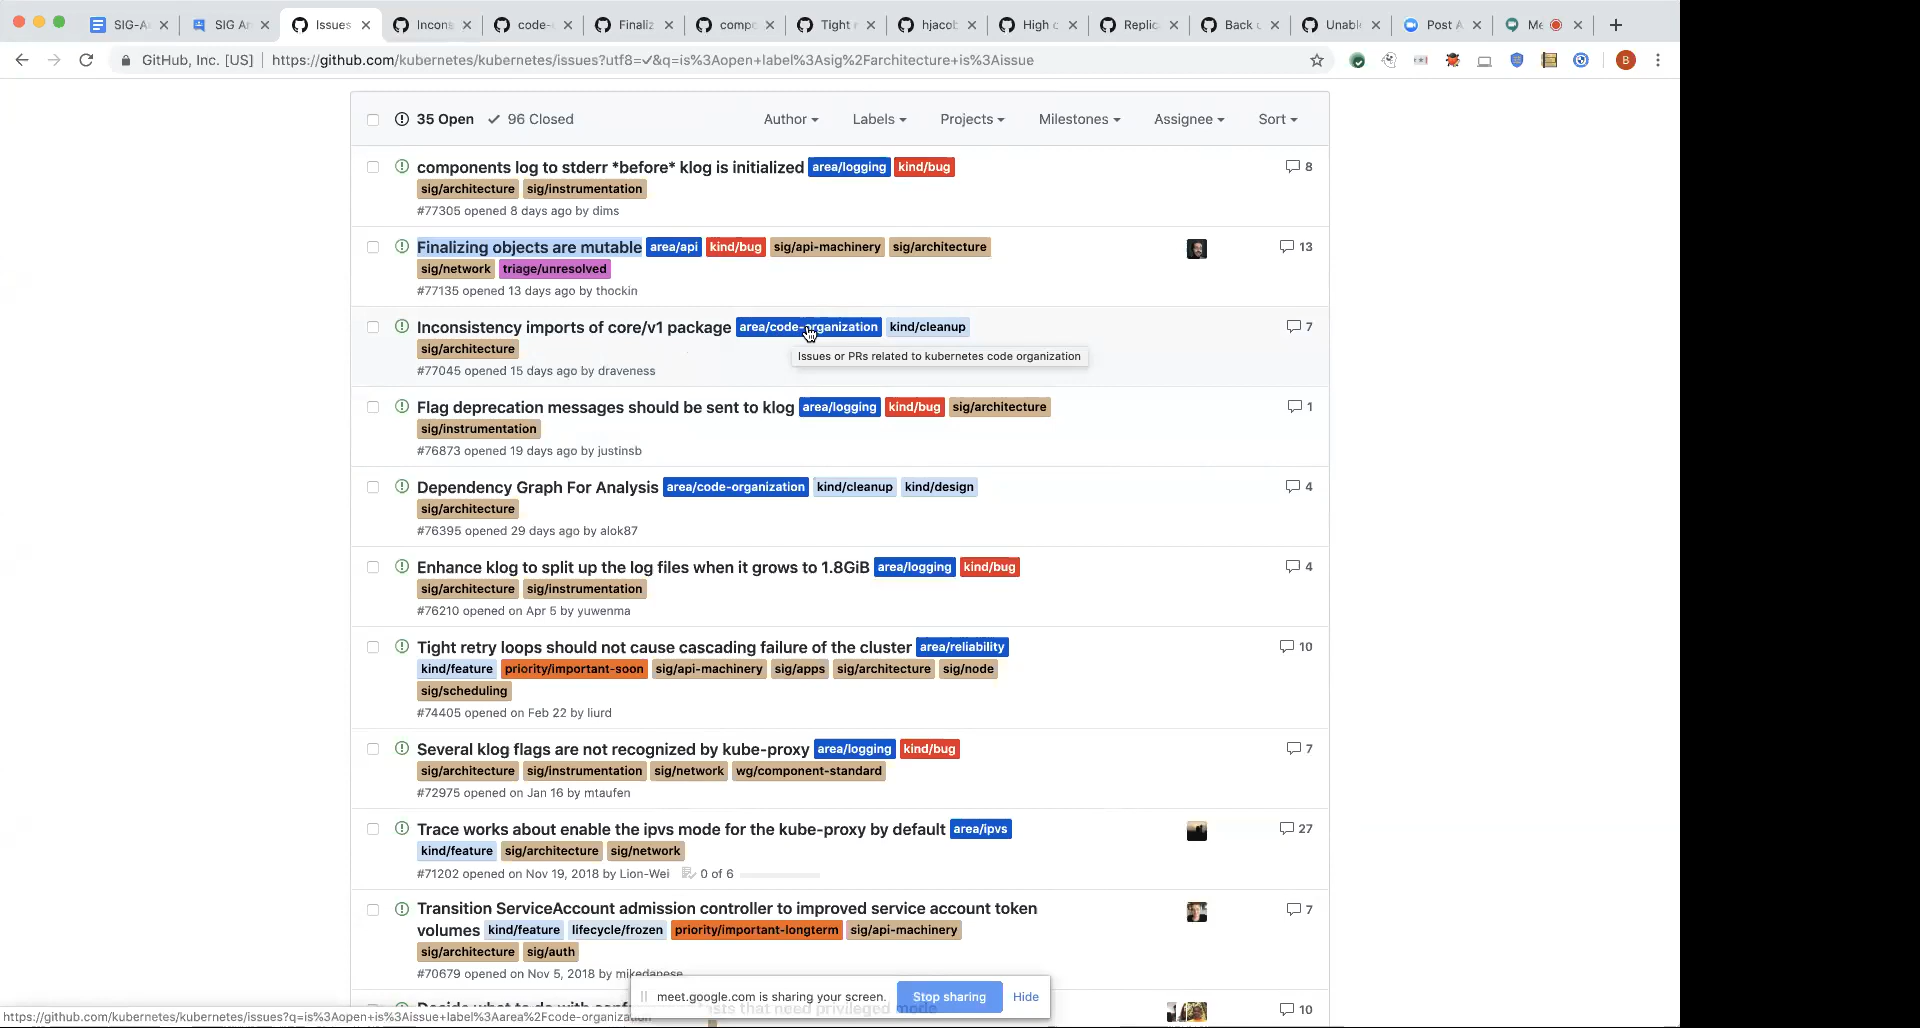 SIG-A
SIG Ar
Issues
Incons
code-
Finaliz
compo
Tight r
hjacob
High c
Replic
Back u
Unabl
Post A
Me
GitHub, Inc. [US]
https://github.com/kubernetes/kubernetes/issues?utf8=✓&q=is%3Aopen+label%3Asig%2Farchitecture+is%3Aissue
B
35 Open 96 Closed Author Labels Projects Milestones Assignee Sort
components log to stderr *before* klog is initialized area/logging kind/bug 8
sig/architecture sig/instrumentation
#77305 opened 8 days ago by dims
Finalizing objects are mutable area/api kind/bug sig/api-machinery sig/architecture 13
sig/network triage/unresolved
#77135 opened 13 days ago by thockin
Inconsistency imports of core/v1 package area/code-organization kind/cleanup 7
sig/architecture
Issues or PRs related to kubernetes code organization
#77045 opened 15 days ago by draveness
Flag deprecation messages should be sent to klog area/logging kind/bug sig/architecture 1
sig/instrumentation
#76873 opened 19 days ago by justinsb
Dependency Graph For Analysis area/code-organization kind/cleanup kind/design 4
sig/architecture
#76395 opened 29 days ago by alok87
Enhance klog to split up the log files when it grows to 1.8GiB area/logging kind/bug 4
sig/architecture sig/instrumentation
#76210 opened on Apr 5 by yuwenma
Tight retry loops should not cause cascading failure of the cluster area/reliability 10
kind/feature priority/important-soon sig/api-machinery sig/apps sig/architecture sig/node
sig/scheduling
#74405 opened on Feb 22 by liurd
Several klog flags are not recognized by kube-proxy area/logging kind/bug 7
sig/architecture sig/instrumentation sig/network wg/component-standard
#72975 opened on Jan 16 by mtaufen
Trace works about enable the ipvs mode for the kube-proxy by default area/ipvs 27
kind/feature sig/architecture sig/network
#71202 opened on Nov 19, 2018 by Lion-Wei 0 of 6
Transition ServiceAccount admission controller to improved service account token 7
volumes kind/feature lifecycle/frozen priority/important-longterm sig/api-machinery
sig/architecture sig/auth
#70679 opened on Nov 5, 2018 by mikedanese
meet.google.com is sharing your screen. Stop sharing Hide
Decide what to do with conf tests that need privileged mode 10
https://github.com/kubernetes/kubernetes/issues?q=is%3Aopen+is%3Aissue+label%3Aarea%2Fcode-organization